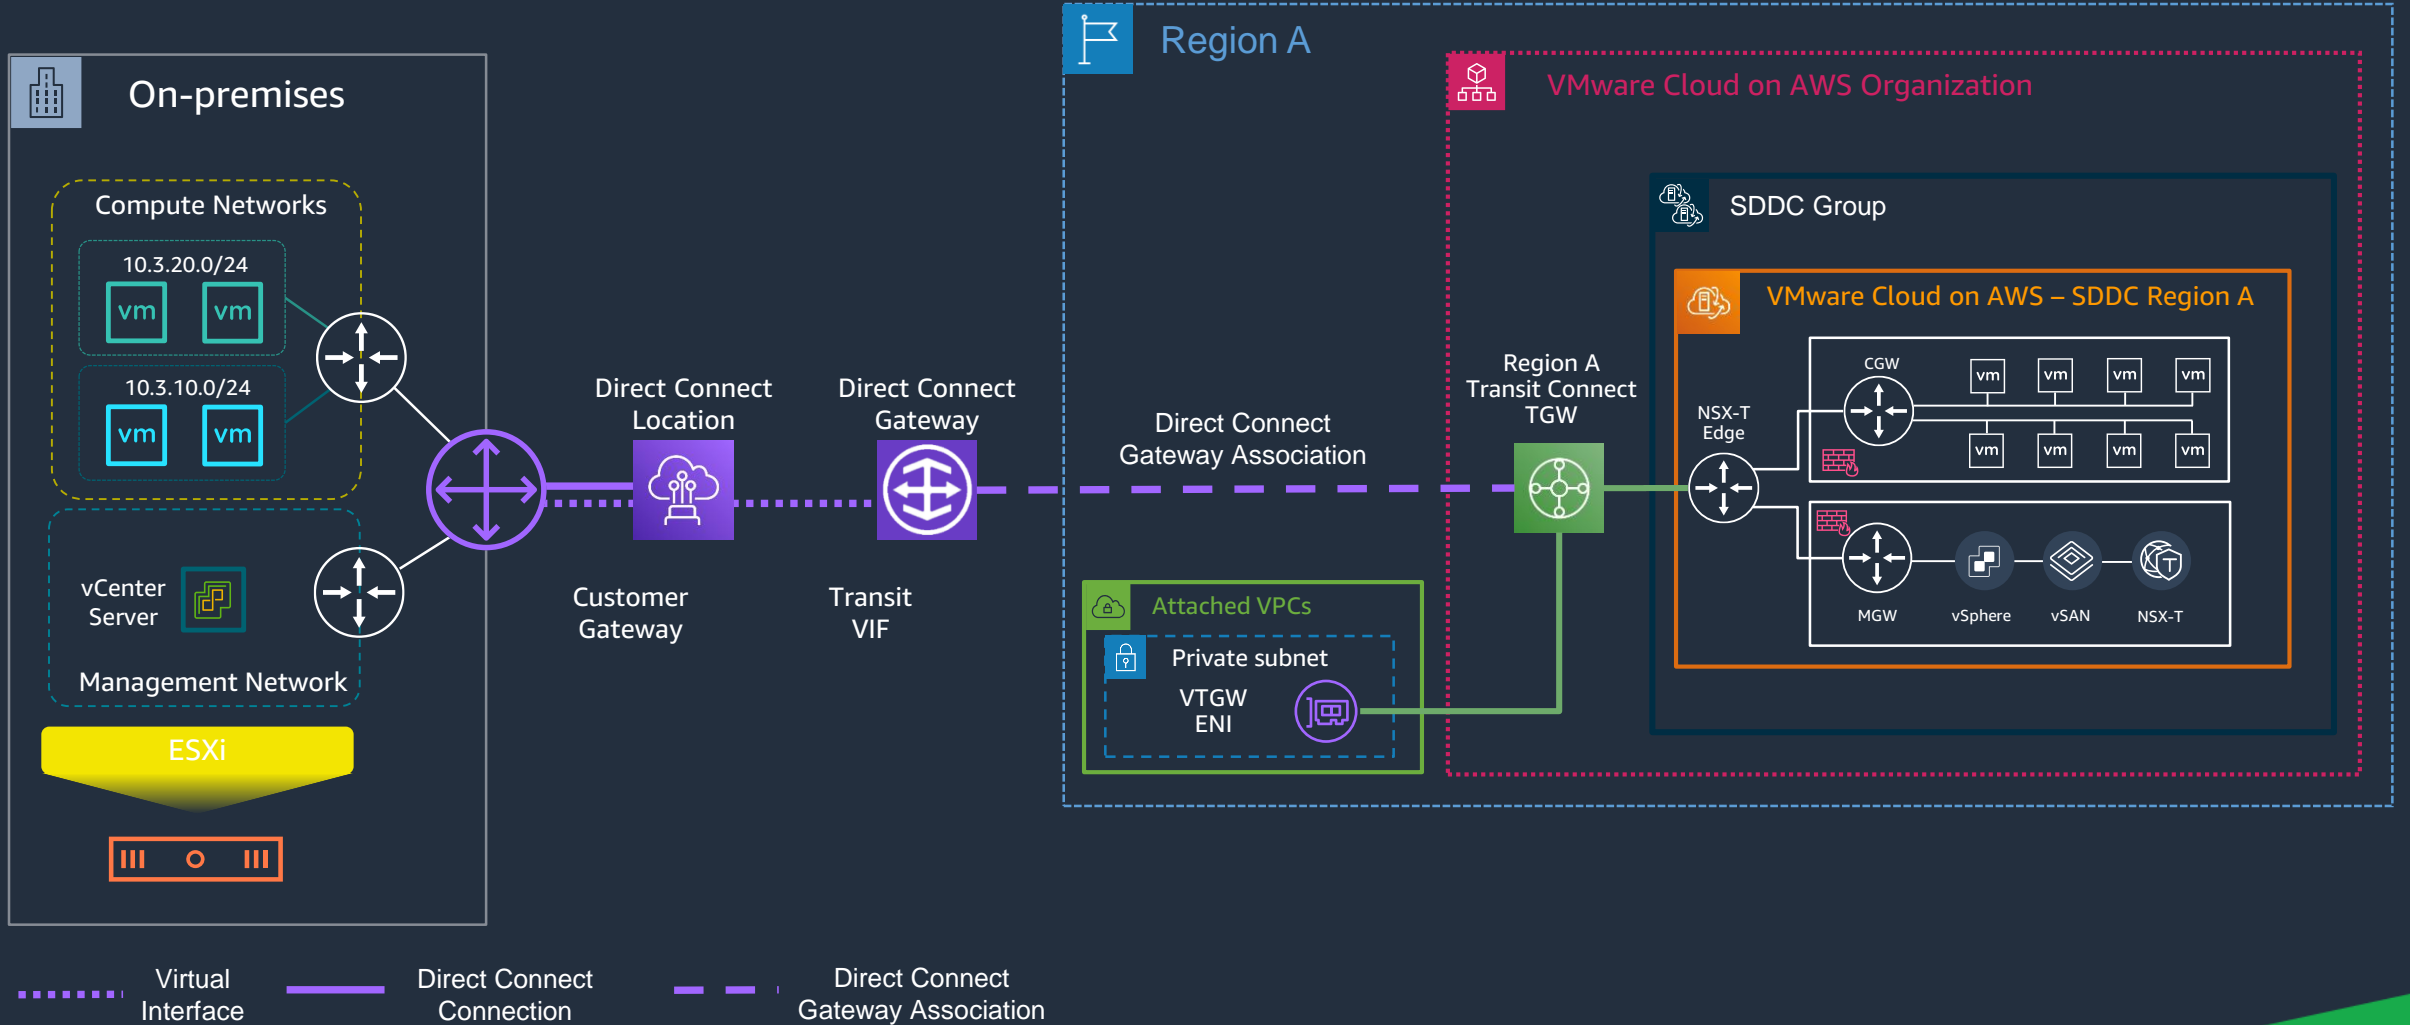 Region A
On-premises
VMware Cloud on AWS Organization
Compute Networks
10.3.20.0/24
vm
vm
10.3.10.0/24
vm
vm
vCenter
Server
Management Network
ESXi
Direct Connect
Location
Direct Connect
Gateway
Customer
Gateway
Transit
VIF
Direct Connect
Gateway Association
Region A
Transit Connect
TGW
Attached VPCs
Private subnet
VTGW
ENI
SDDC Group
VMware Cloud on AWS – SDDC Region A
NSX-T
Edge
CGW
vm
vm
vm
vm
vm
vm
vm
vm
T
MGW
vSphere
vSAN
NSX-T
Virtual
Interface
Direct Connect
Connection
Direct Connect
Gateway Association